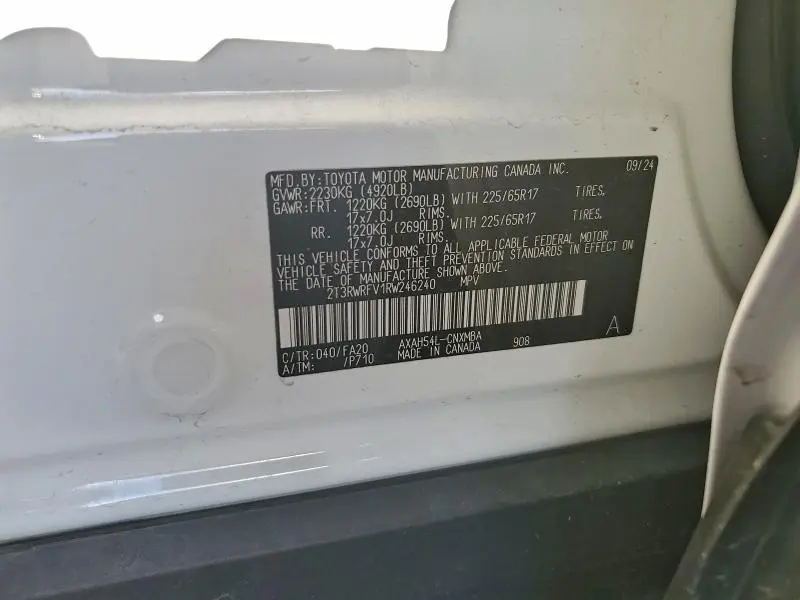 MFD.BY:TOYOTA MOTOR MANUFACTURING CANADA INC. 09/24
GVWR:2230KG (4920LB)
GAWR:FRT. 1220KG (2690LB) WITH 225/65R17 TIRES,
17x7.0J RIMS.
RR. 1220KG (2690LB) WITH 225/65R17 TIRES,
17x7.0J RIMS.
THIS VEHICLE CONFORMS TO ALL APPLICABLE FEDERAL MOTOR
VEHICLE SAFETY AND THEFT PREVENTION STANDARDS IN EFFECT ON
THE DATE OF MANUFACTURE SHOWN ABOVE.
2T3RWRFV1RW246240 MPV
A
C/TR:040/FA20 AXAH54L-CNXMBA 908
A/TM: /P710 MADE IN CANADA